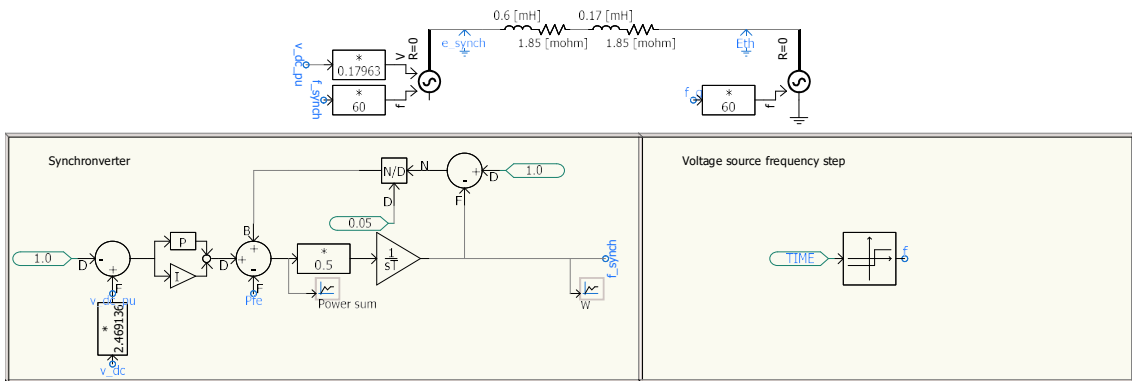 0.6 [mH]
0.17 [mH]
e_synch
1.85 [mohm]
1.85 [mohm]
Eth
R=0
R=0
v_dc_pu
*
0.17963
V
f_synch
*
60
f
*
60
f
Synchronverter
Voltage source frequency step
N/D
N
D
-
+
D
1.0
F
0.05
B
1.0
D
-
+
F
P
I
D
+
+
-
F
*
0.5
1
sT
f_synch
TIME
f
v_dc_pu
Pre
Power sum
W
*
2.469136
v_dc